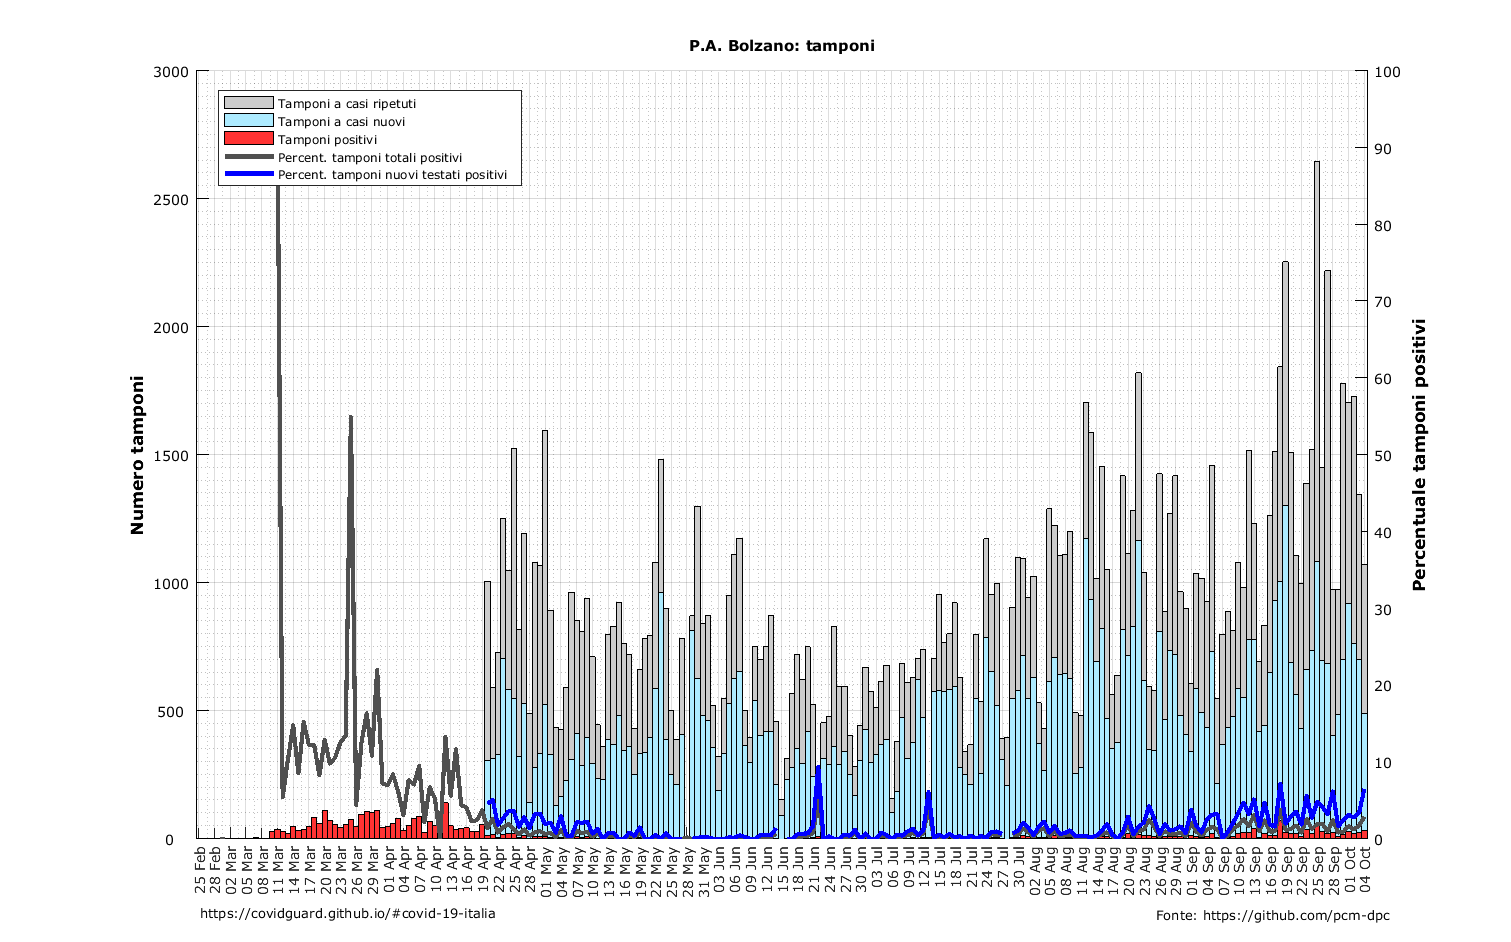 P.A. Bolzano: tamponi
3000
2500
2000
1500
1000
500
0
Numero tamponi
Tamponi a casi ripetuti
Tamponi a casi nuovi
Tamponi positivi
Percent. tamponi totali positivi
Percent. tamponi nuovi testati positivi
100
90
80
70
60
50
40
30
20
10
0
Percentuale tamponi positivi
25 Feb
28 Feb
02 Mar
05 Mar
08 Mar
11 Mar
14 Mar
17 Mar
20 Mar
23 Mar
26 Mar
29 Mar
01 Apr
04 Apr
07 Apr
10 Apr
13 Apr
16 Apr
19 Apr
22 Apr
25 Apr
28 Apr
01 May
04 May
07 May
10 May
13 May
16 May
19 May
22 May
25 May
28 May
31 May
03 Jun
06 Jun
09 Jun
12 Jun
15 Jun
18 Jun
21 Jun
24 Jun
27 Jun
30 Jun
03 Jul
06 Jul
09 Jul
12 Jul
15 Jul
18 Jul
21 Jul
24 Jul
27 Jul
30 Jul
02 Aug
05 Aug
08 Aug
11 Aug
14 Aug
17 Aug
20 Aug
23 Aug
26 Aug
29 Aug
01 Sep
04 Sep
07 Sep
10 Sep
13 Sep
16 Sep
19 Sep
22 Sep
25 Sep
28 Sep
01 Oct
04 Oct
https://covidguard.github.io/#covid-19-italia
Fonte: https://github.com/pcm-dpc